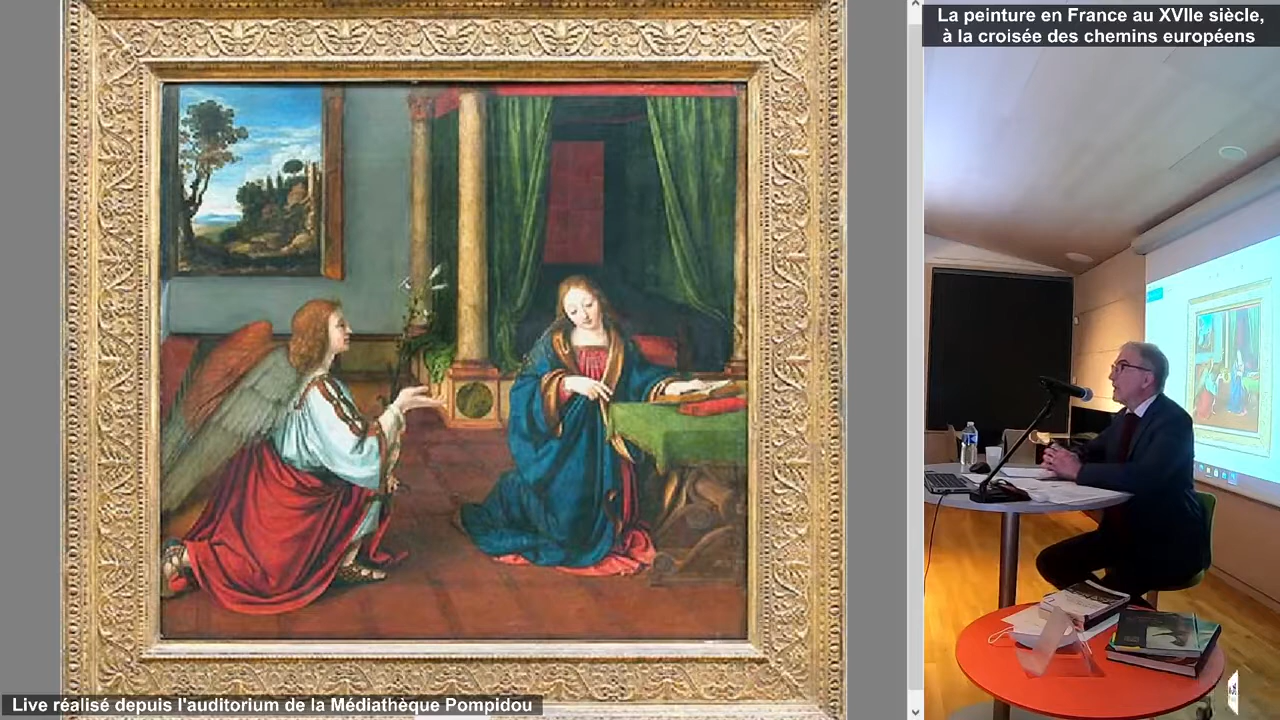 La peinture en France au XVIIe siècle,
à la croisée des chemins européens
Live réalisé depuis l'auditorium de la Médiathèque Pompidou